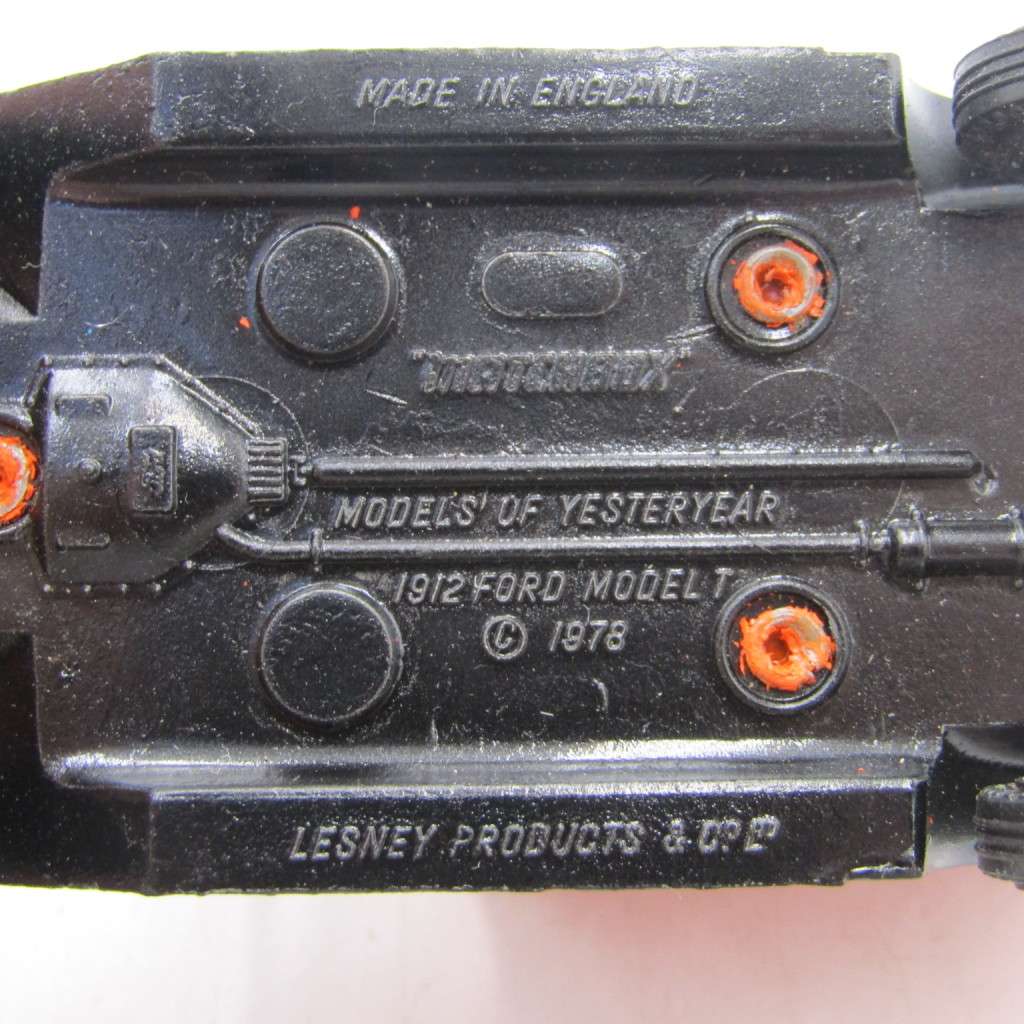 MADE IN ENGLAND
"MATCHBOX"
MODELS OF YESTERYEAR
1912 FORD MODEL T
© 1978
LESNEY PRODUCTS & Cº. Lᵀᴰ